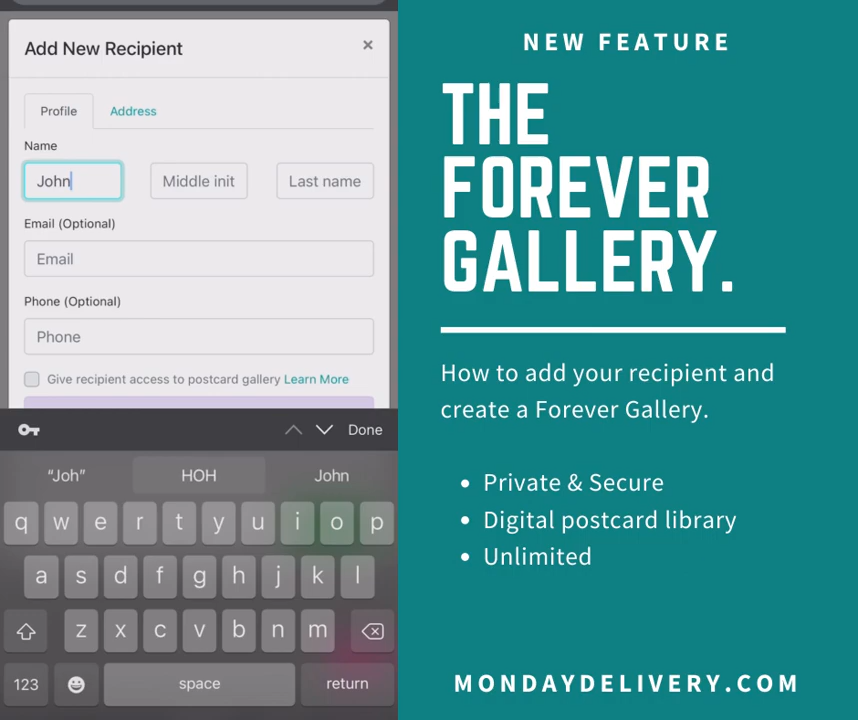 Add New Recipient ×
Profile Address
Name
John Middle init Last name
Email (Optional)
Email
Phone (Optional)
Phone
Give recipient access to postcard gallery Learn More
Done
“Joh” HOH John
q w e r t y u i o p
a s d f g h j k l
z x c v b n m
123 space return
NEW FEATURE
THE
FOREVER
GALLERY.
How to add your recipient and
create a Forever Gallery.
• Private & Secure
• Digital postcard library
• Unlimited
MONDAYDELIVERY.COM